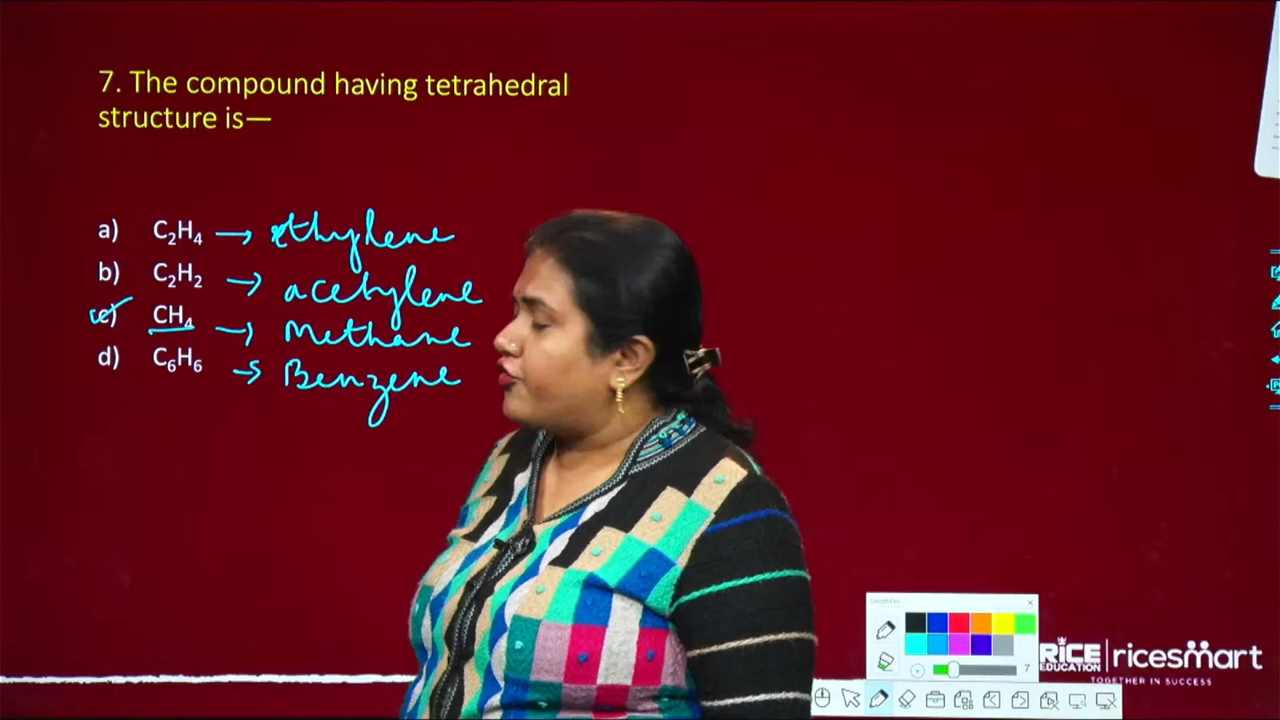 7. The compound having tetrahedral
structure is—
a) C₂H₄ → ethylene
b) C₂H₂ → acetylene
c) CH₄ → Methane
d) C₆H₆ → Benzene
7
RICE EDUCATION | ricesmart
TOGETHER IN SUCCESS